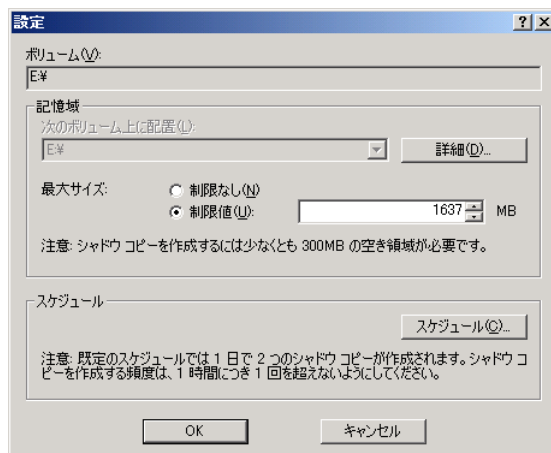 設定
ボリューム(V):
E:¥
記憶域
次のボリューム上に配置(L):
E:¥
詳細(D)...
最大サイズ:
制限なし(N)
制限値(U):
1637
MB
注意: シャドウ コピーを作成するには少なくとも 300MB の空き領域が必要です。
スケジュール
スケジュール(C)...
注意: 既定のスケジュールでは 1 日で 2 つのシャドウ コピーが作成されます。シャドウ コ
ピーを作成する頻度は、1 時間につき 1 回を超えないようにしてください。
OK
キャンセル